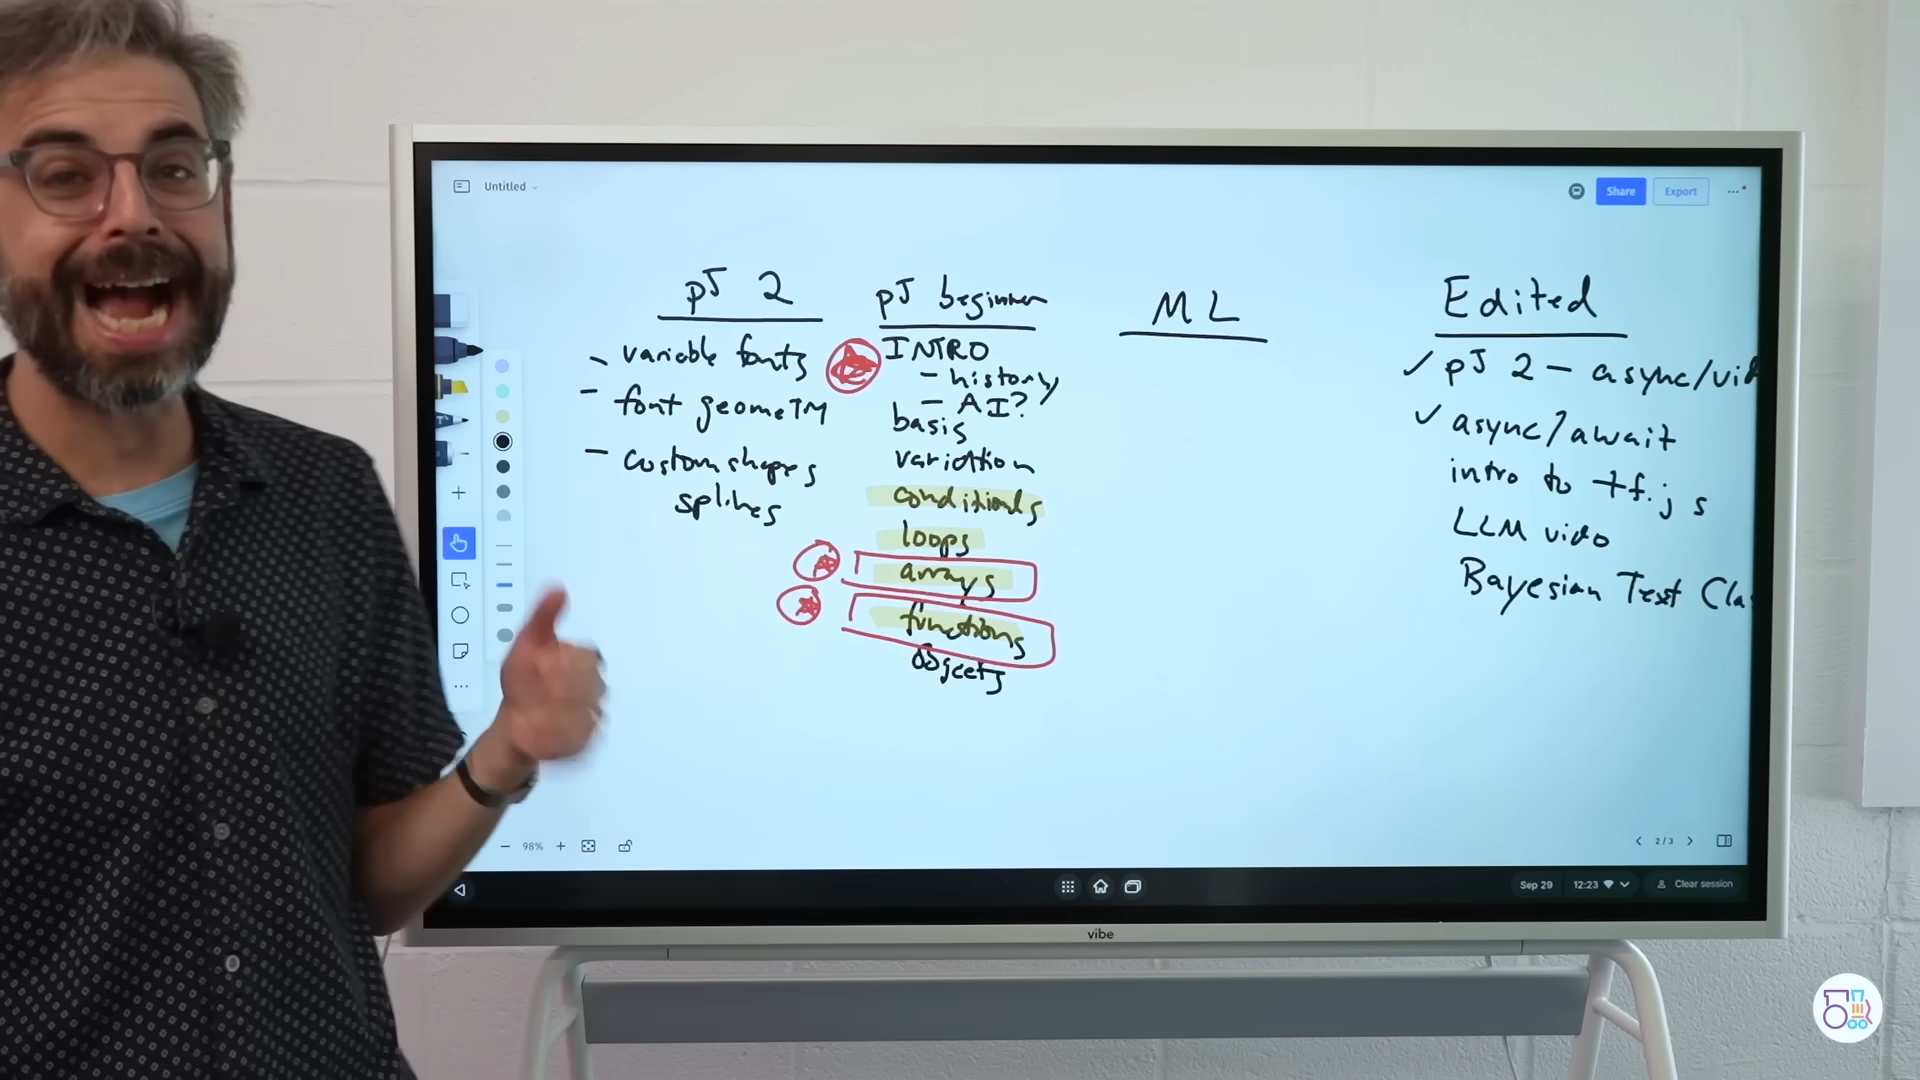 Untitled
Share
Export
p5 2
variable fonts
font geomeTM
custom shapes
splines
p5 beginner
INTRO
- history
- AI?
basis
variation
conditionals
loops
arrays
functions
objects
ML
Edited
✓ p5 2 - async/vid
✓ async/await
intro to tf.js
LLM video
Bayesian Text Cla
98%
2/3
Sep 29
12:23
Clear session
vibe